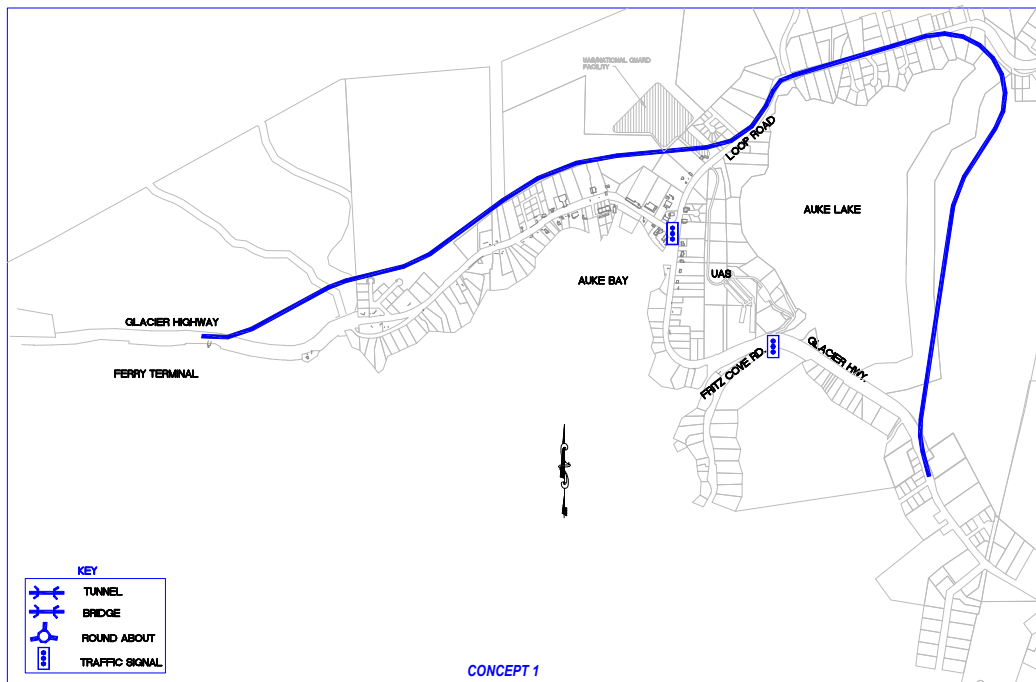 UAS/NATIONAL GUARD
FACILITY
LOOP ROAD
AUKE LAKE
AUKE BAY
UAS
GLACIER HIGHWAY
FERRY TERMINAL
FRITZ COVE RD.
GLACIER HWY.
KEY
TUNNEL
BRIDGE
ROUND ABOUT
TRAFFIC SIGNAL
CONCEPT 1